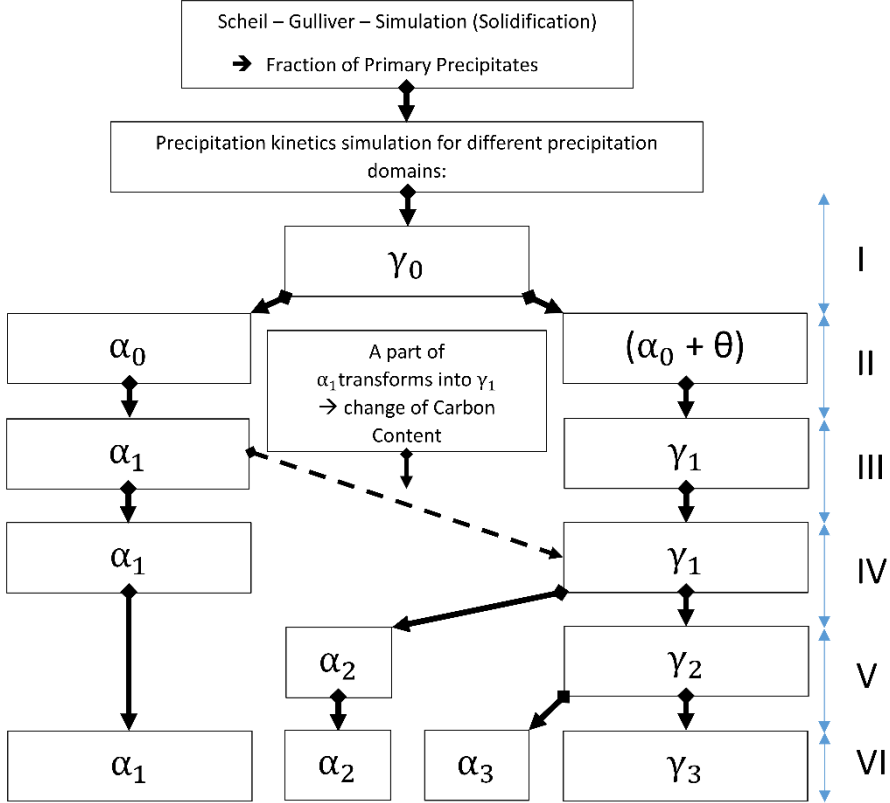 Scheil – Gulliver – Simulation (Solidification)
➔ Fraction of Primary Precipitates
Precipitation kinetics simulation for different precipitation
domains:
γ₀
I
α₀
A part of
α₁transforms into γ₁
→ change of Carbon
Content
(α₀ + θ)
II
α₁
γ₁
III
α₁
γ₁
IV
α₂
γ₂
V
α₁
α₂
α₃
γ₃
VI